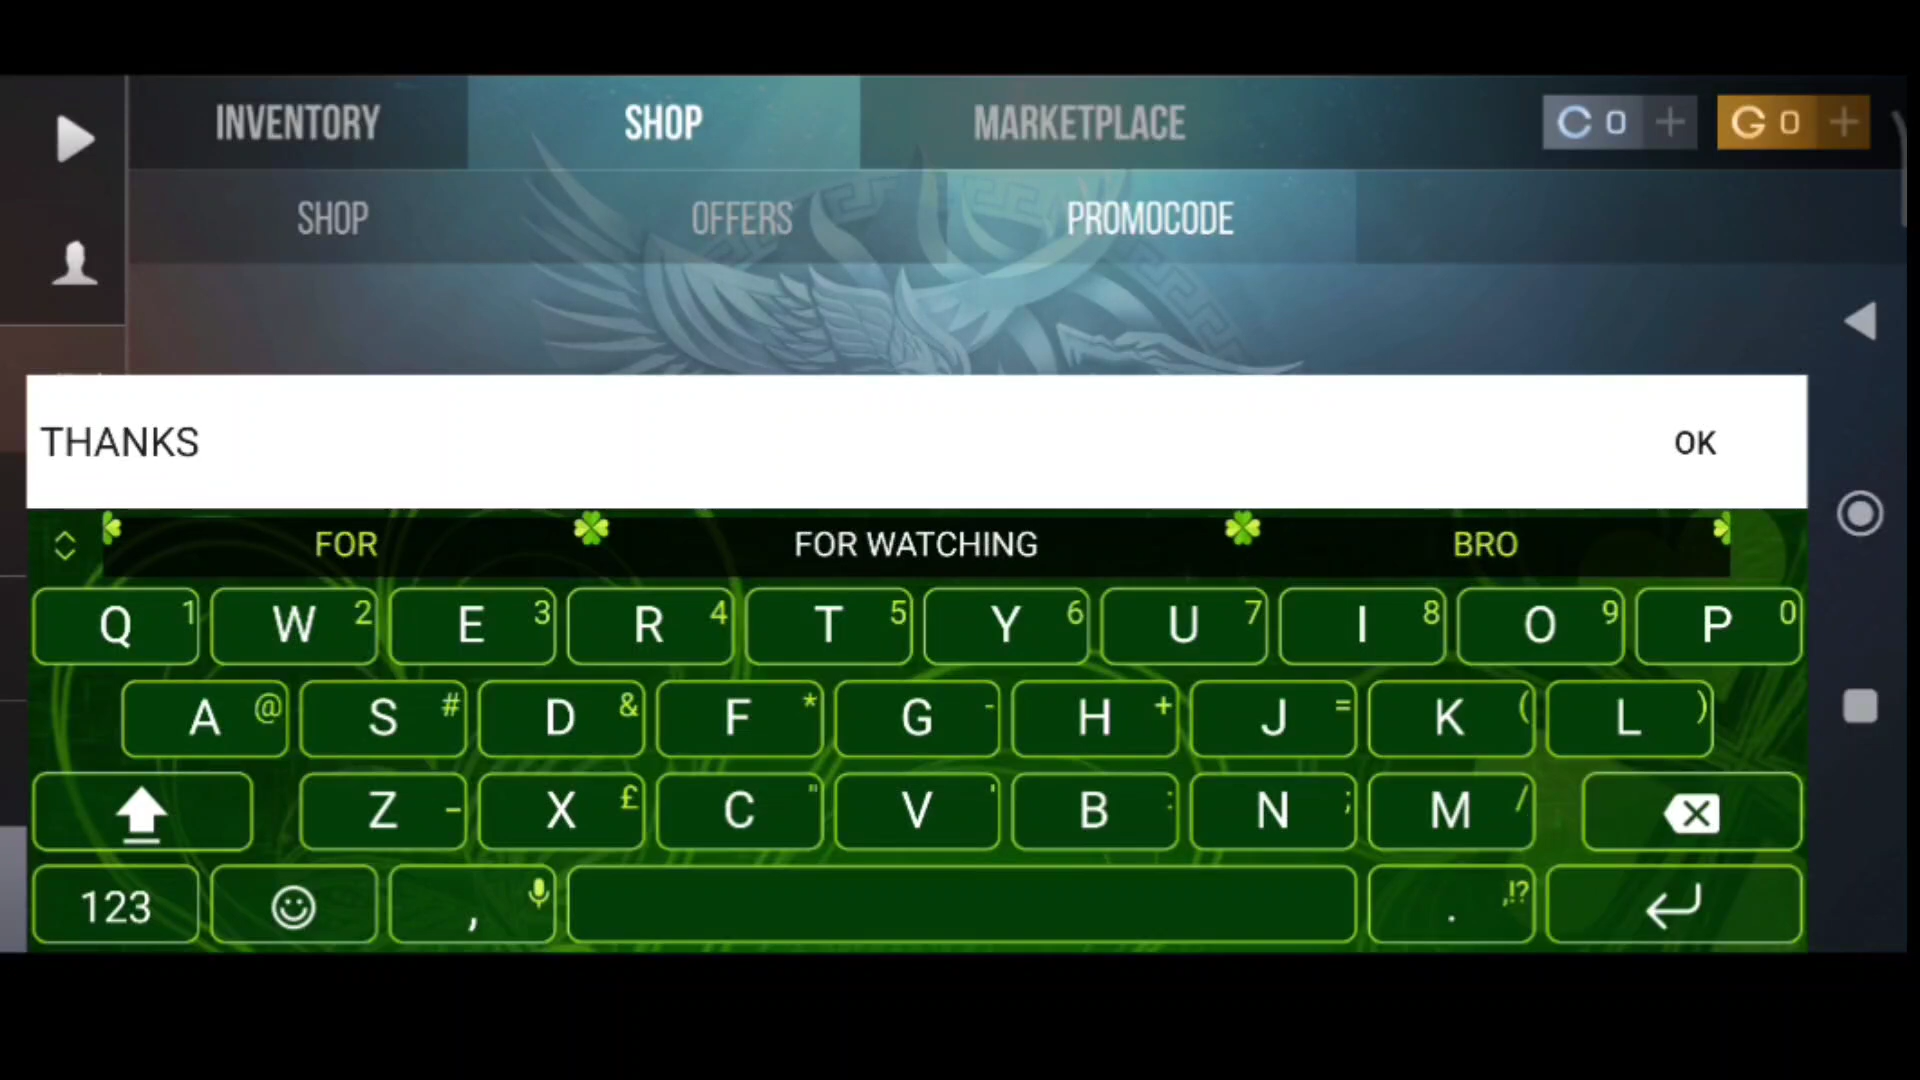 INVENTORY SHOP MARKETPLACE C 0 + G 0 +
SHOP OFFERS PROMOCODE
THANKS OK
FOR FOR WATCHING BRO
Q 1 W 2 E 3 R 4 T 5 Y 6 U 7 I 8 O 9 P 0
A @ S # D & F * G - H + J = K ( L )
Z _ X £ C " V ' B : N ; M /
123 , . ,!?